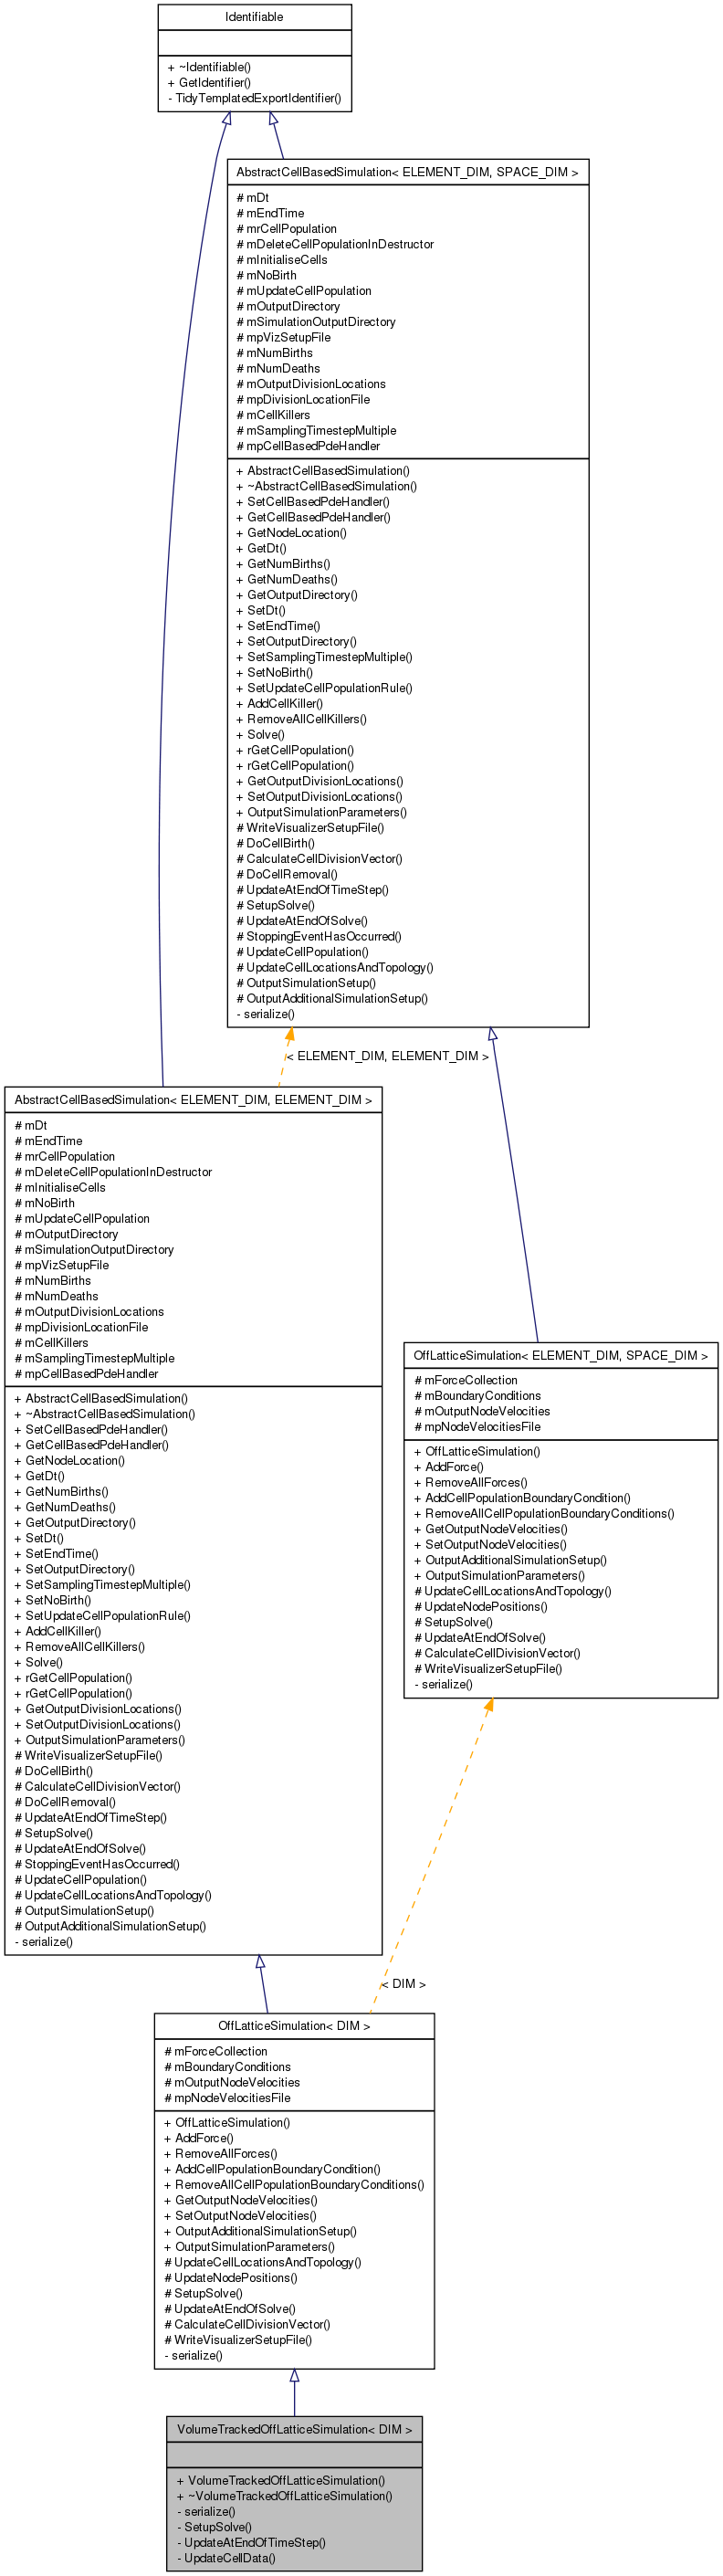 Identifiable
+ ~Identifiable()
+ GetIdentifier()
- TidyTemplatedExportIdentifier()
AbstractCellBasedSimulation< ELEMENT_DIM, SPACE_DIM >
# mDt
# mEndTime
# mrCellPopulation
# mDeleteCellPopulationInDestructor
# mInitialiseCells
# mNoBirth
# mUpdateCellPopulation
# mOutputDirectory
# mSimulationOutputDirectory
# mpVizSetupFile
# mNumBirths
# mNumDeaths
# mOutputDivisionLocations
# mpDivisionLocationFile
# mCellKillers
# mSamplingTimestepMultiple
# mpCellBasedPdeHandler
+ AbstractCellBasedSimulation()
+ ~AbstractCellBasedSimulation()
+ SetCellBasedPdeHandler()
+ GetCellBasedPdeHandler()
+ GetNodeLocation()
+ GetDt()
+ GetNumBirths()
+ GetNumDeaths()
+ GetOutputDirectory()
+ SetDt()
+ SetEndTime()
+ SetOutputDirectory()
+ SetSamplingTimestepMultiple()
+ SetNoBirth()
+ SetUpdateCellPopulationRule()
+ AddCellKiller()
+ RemoveAllCellKillers()
+ Solve()
+ rGetCellPopulation()
+ rGetCellPopulation()
+ GetOutputDivisionLocations()
+ SetOutputDivisionLocations()
+ OutputSimulationParameters()
# WriteVisualizerSetupFile()
# DoCellBirth()
# CalculateCellDivisionVector()
# DoCellRemoval()
# UpdateAtEndOfTimeStep()
# SetupSolve()
# UpdateAtEndOfSolve()
# StoppingEventHasOccurred()
# UpdateCellPopulation()
# UpdateCellLocationsAndTopology()
# OutputSimulationSetup()
# OutputAdditionalSimulationSetup()
- serialize()
< ELEMENT_DIM, ELEMENT_DIM >
AbstractCellBasedSimulation< ELEMENT_DIM, ELEMENT_DIM >
# mDt
# mEndTime
# mrCellPopulation
# mDeleteCellPopulationInDestructor
# mInitialiseCells
# mNoBirth
# mUpdateCellPopulation
# mOutputDirectory
# mSimulationOutputDirectory
# mpVizSetupFile
# mNumBirths
# mNumDeaths
# mOutputDivisionLocations
# mpDivisionLocationFile
# mCellKillers
# mSamplingTimestepMultiple
# mpCellBasedPdeHandler
+ AbstractCellBasedSimulation()
+ ~AbstractCellBasedSimulation()
+ SetCellBasedPdeHandler()
+ GetCellBasedPdeHandler()
+ GetNodeLocation()
+ GetDt()
+ GetNumBirths()
+ GetNumDeaths()
+ GetOutputDirectory()
+ SetDt()
+ SetEndTime()
+ SetOutputDirectory()
+ SetSamplingTimestepMultiple()
+ SetNoBirth()
+ SetUpdateCellPopulationRule()
+ AddCellKiller()
+ RemoveAllCellKillers()
+ Solve()
+ rGetCellPopulation()
+ rGetCellPopulation()
+ GetOutputDivisionLocations()
+ SetOutputDivisionLocations()
+ OutputSimulationParameters()
# WriteVisualizerSetupFile()
# DoCellBirth()
# CalculateCellDivisionVector()
# DoCellRemoval()
# UpdateAtEndOfTimeStep()
# SetupSolve()
# UpdateAtEndOfSolve()
# StoppingEventHasOccurred()
# UpdateCellPopulation()
# UpdateCellLocationsAndTopology()
# OutputSimulationSetup()
# OutputAdditionalSimulationSetup()
- serialize()
OffLatticeSimulation< ELEMENT_DIM, SPACE_DIM >
# mForceCollection
# mBoundaryConditions
# mOutputNodeVelocities
# mpNodeVelocitiesFile
+ OffLatticeSimulation()
+ AddForce()
+ RemoveAllForces()
+ AddCellPopulationBoundaryCondition()
+ RemoveAllCellPopulationBoundaryConditions()
+ GetOutputNodeVelocities()
+ SetOutputNodeVelocities()
+ OutputAdditionalSimulationSetup()
+ OutputSimulationParameters()
# UpdateCellLocationsAndTopology()
# UpdateNodePositions()
# SetupSolve()
# UpdateAtEndOfSolve()
# CalculateCellDivisionVector()
# WriteVisualizerSetupFile()
- serialize()
< DIM >
OffLatticeSimulation< DIM >
# mForceCollection
# mBoundaryConditions
# mOutputNodeVelocities
# mpNodeVelocitiesFile
+ OffLatticeSimulation()
+ AddForce()
+ RemoveAllForces()
+ AddCellPopulationBoundaryCondition()
+ RemoveAllCellPopulationBoundaryConditions()
+ GetOutputNodeVelocities()
+ SetOutputNodeVelocities()
+ OutputAdditionalSimulationSetup()
+ OutputSimulationParameters()
# UpdateCellLocationsAndTopology()
# UpdateNodePositions()
# SetupSolve()
# UpdateAtEndOfSolve()
# CalculateCellDivisionVector()
# WriteVisualizerSetupFile()
- serialize()
VolumeTrackedOffLatticeSimulation< DIM >
+ VolumeTrackedOffLatticeSimulation()
+ ~VolumeTrackedOffLatticeSimulation()
- serialize()
- SetupSolve()
- UpdateAtEndOfTimeStep()
- UpdateCellData()